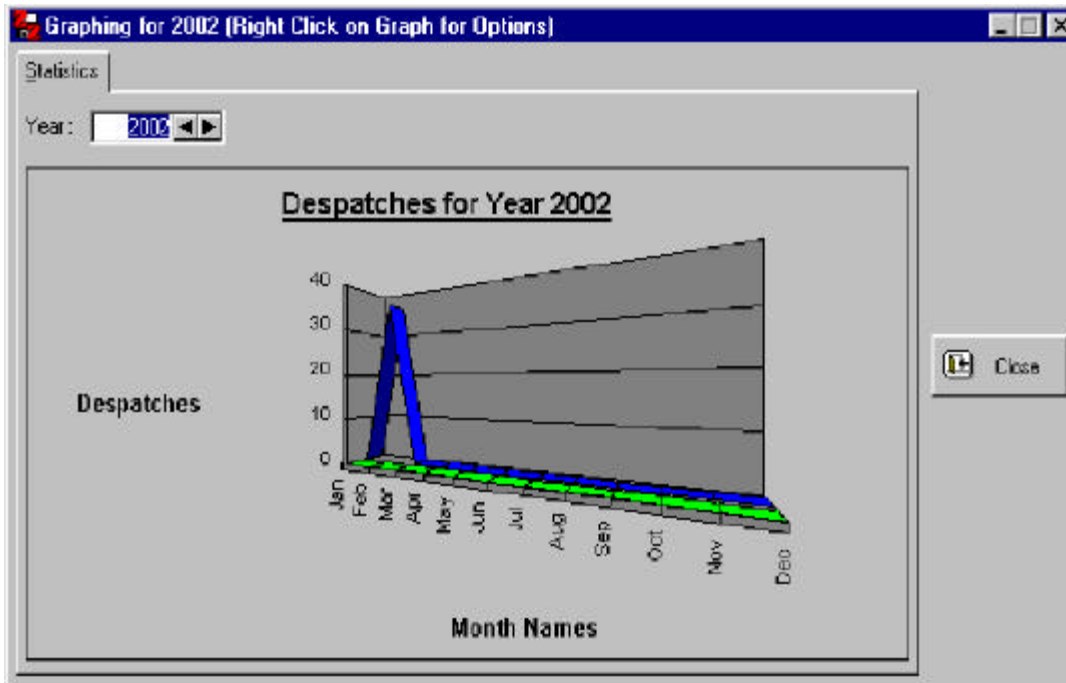 Graphing for 2002 (Right Click on Graph for Options)
Statistics
Year: 2002
Despatches for Year 2002
40
30
20
10
0
Despatches
Jan
Feb
Mar
Apr
May
Jun
Jul
Aug
Sep
Oct
Nov
Dec
Month Names
Close